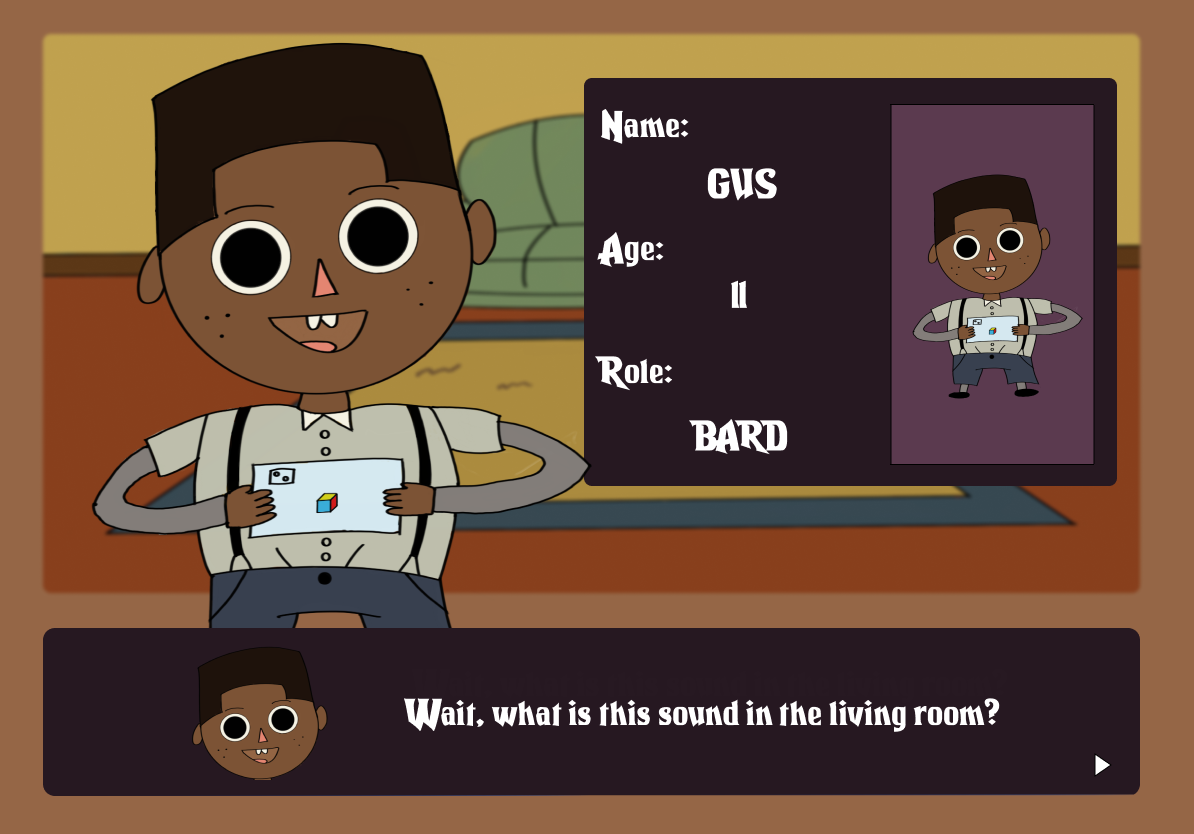 Name:
GUS
Age:
11
Role:
BARD
Wait, what is this sound in the living room?